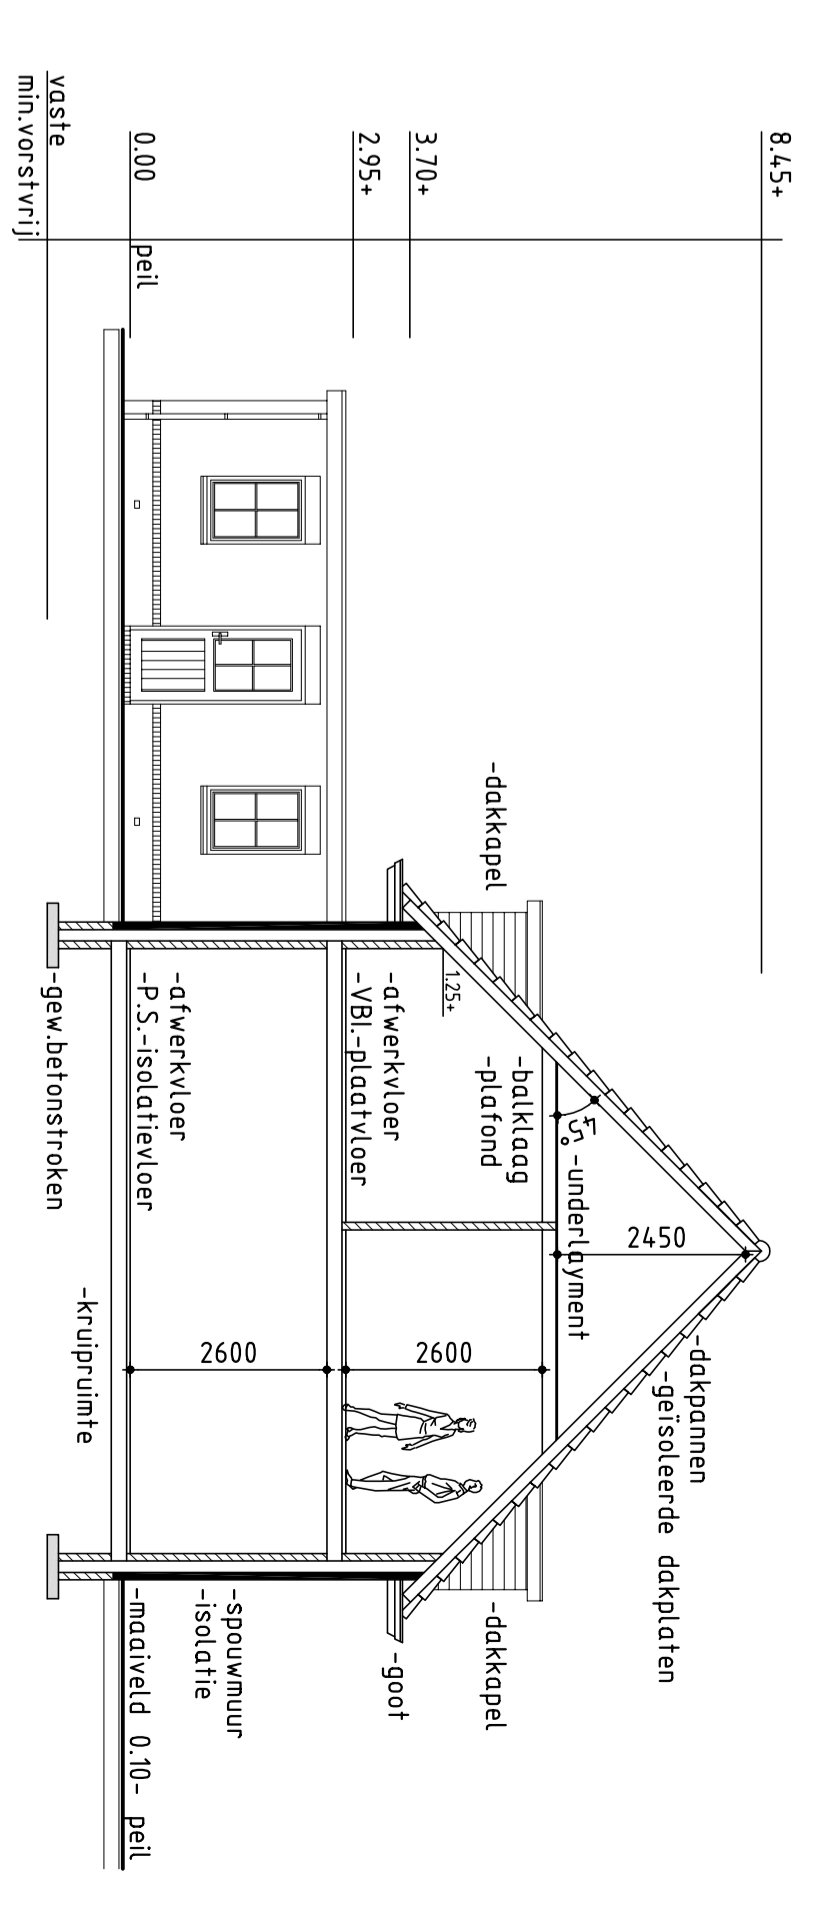 8.45+
3.70+
2.95+
0.00
peil
vaste
min.vorstvrij
-dakkapel
1.25+
-balklaag
-plafond
45°
-underlayment
2450
-dakpannen
-geïsoleerde dakplaten
-afwerkvloer
-VBI.-plaatvloer
2600
2600
-afwerkvloer
-P.S.-isolatievloer
-gew.betonstroken
-kruipruimte
-dakkapel
-goot
-spouwmuur
-isolatie
-maaiveld 0.10- peil